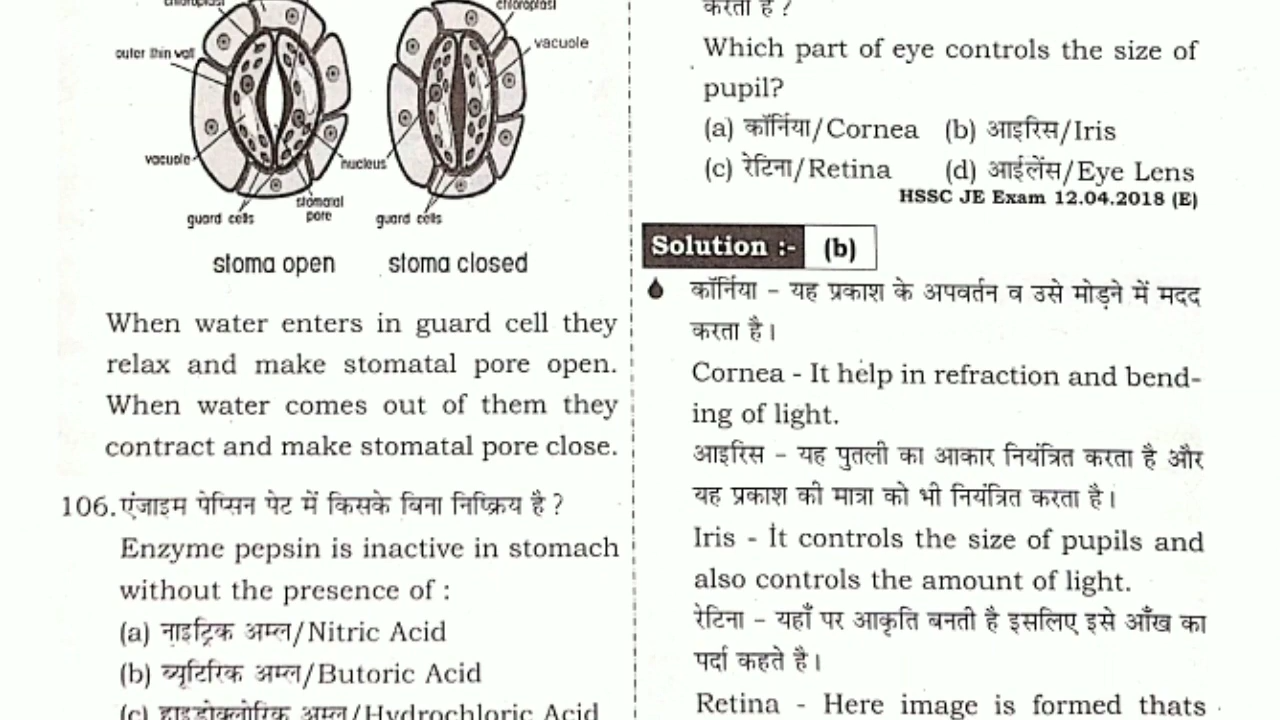 chloroplast
outer thin wall
vacuole
nucleus
stomatal
pore
guard cells
stoma open
chloroplast
vacuole
guard cells
stoma closed
When water enters in guard cell they
relax and make stomatal pore open.
When water comes out of them they
contract and make stomatal pore close.
106. एंजाइम पेप्सिन पेट में किसके बिना निष्क्रिय है ?
Enzyme pepsin is inactive in stomach
without the presence of :
(a) नाइट्रिक अम्ल/Nitric Acid
(b) ब्यूटिरिक अम्ल/Butoric Acid
(c) हाइड्रोक्लोरिक अम्ल/Hydrochloric Acid
करता है ?
Which part of eye controls the size of
pupil?
(a) कॉर्निया/Cornea (b) आइरिस/Iris
(c) रेटिना/Retina (d) आईलेंस/Eye Lens
HSSC JE Exam 12.04.2018 (E)
Solution :- (b)
कॉर्निया – यह प्रकाश के अपवर्तन व उसे मोड़ने में मदद
करता है।
Cornea - It help in refraction and bend-
ing of light.
आइरिस – यह पुतली का आकार नियंत्रित करता है और
यह प्रकाश की मात्रा को भी नियंत्रित करता है।
Iris - It controls the size of pupils and
also controls the amount of light.
रेटिना – यहाँ पर आकृति बनती है इसलिए इसे आँख का
पर्दा कहते है।
Retina - Here image is formed thats